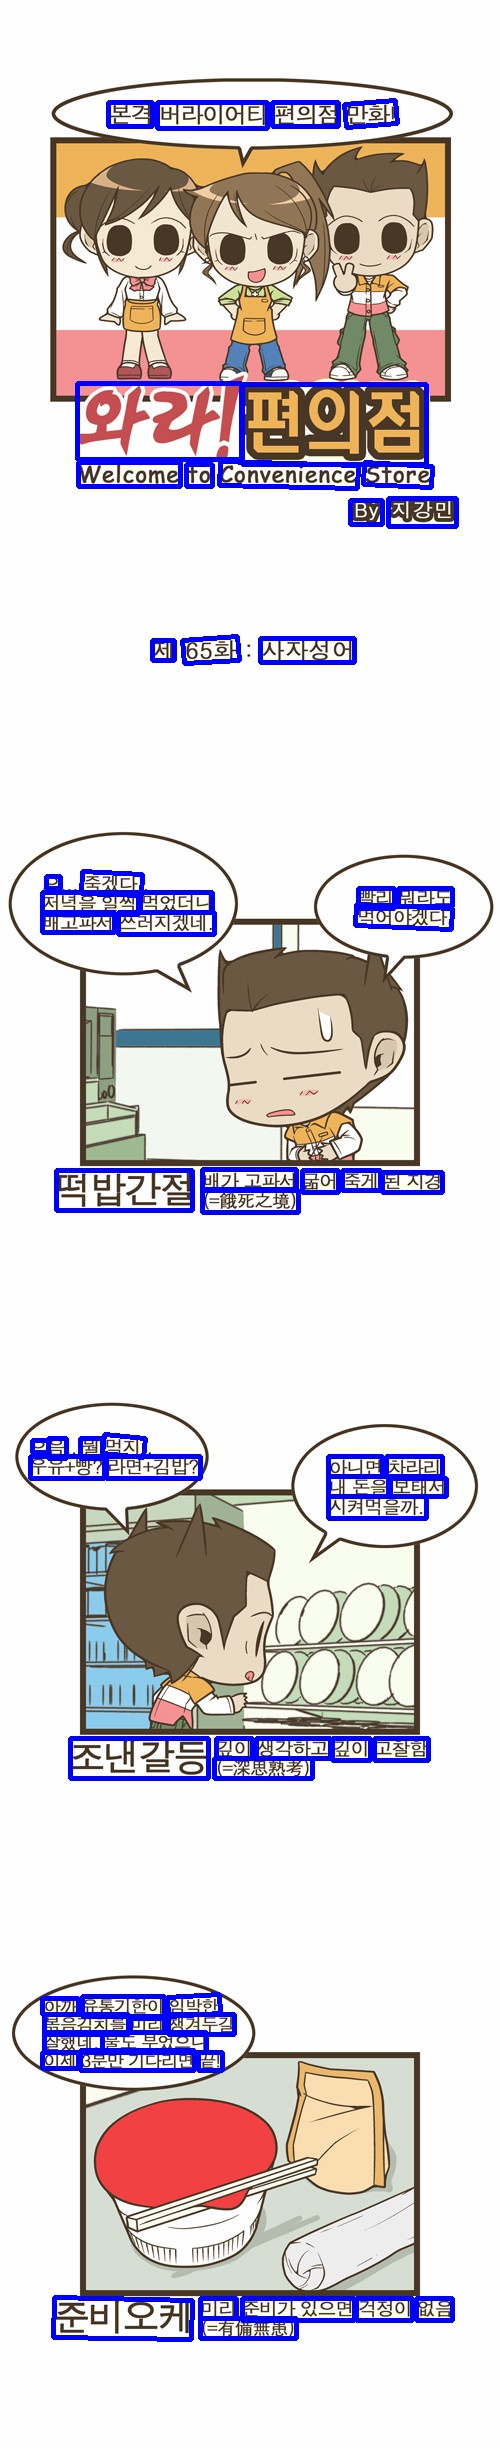 본격 버라이어티 편의점 만화!
와라! 편의점
Welcome to Convenience Store
By 지강민
제 65화 : 사자성어
죽겠다
저녁을 일찍 먹었더니
배고파서 쓰러지겠네.
빨리 뭐라도
먹어야겠다
떡밥간절 배가 고파서 굶어 죽게 된 지경
(=餓死之境)
으음 , 뭘 먹지,
우유+빵? 라면+김밥?
아니면 차라리
내 돈을 보태서
시켜먹을까.
조낸갈등 깊이 생각하고 깊이 고찰함
(=深思熟考)
아까 유통기한이 임박한
볶음김치를 미리 챙겨두길
잘했네. 물도 부었으니
이제 3분만 기다리면 끝!
준비오케 미리 준비가 있으면 걱정이 없음
(=有備無患)